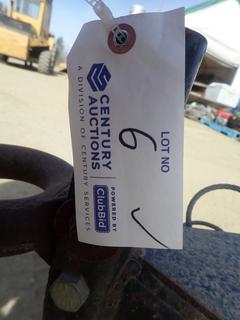 CENTURY
AUCTIONS
A DIVISION OF CENTURY SERVICES
POWERED BY
ClubBid
LOT NO
6
✓